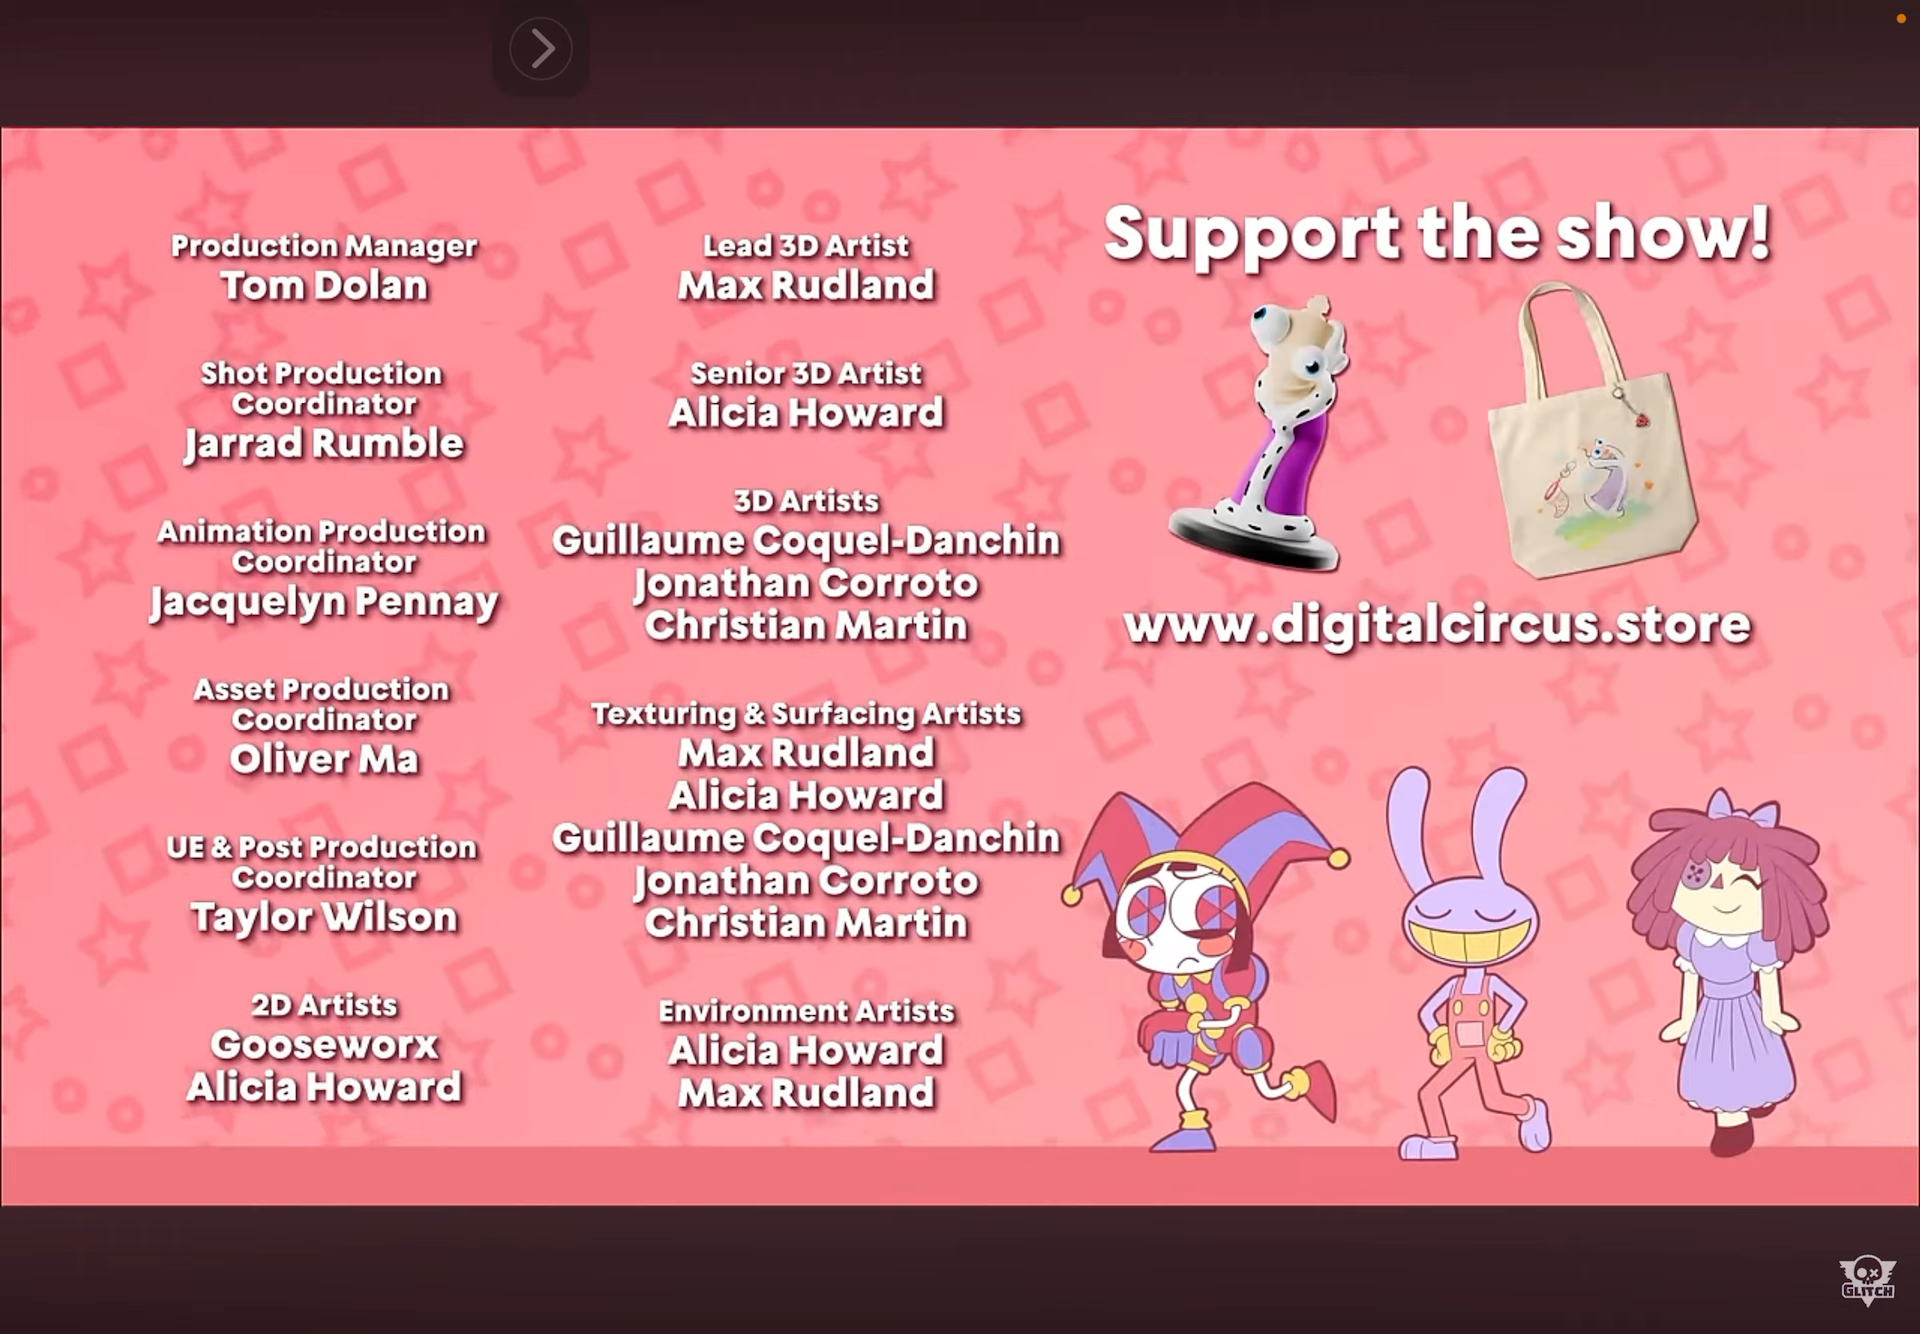 Production Manager
Tom Dolan
Shot Production
Coordinator
Jarrad Rumble
Animation Production
Coordinator
Jacquelyn Pennay
Asset Production
Coordinator
Oliver Ma
UE & Post Production
Coordinator
Taylor Wilson
2D Artists
Gooseworx
Alicia Howard
Lead 3D Artist
Max Rudland
Senior 3D Artist
Alicia Howard
3D Artists
Guillaume Coquel-Danchin
Jonathan Corroto
Christian Martin
Texturing & Surfacing Artists
Max Rudland
Alicia Howard
Guillaume Coquel-Danchin
Jonathan Corroto
Christian Martin
Environment Artists
Alicia Howard
Max Rudland
Support the show!
www.digitalcircus.store
GLITCH